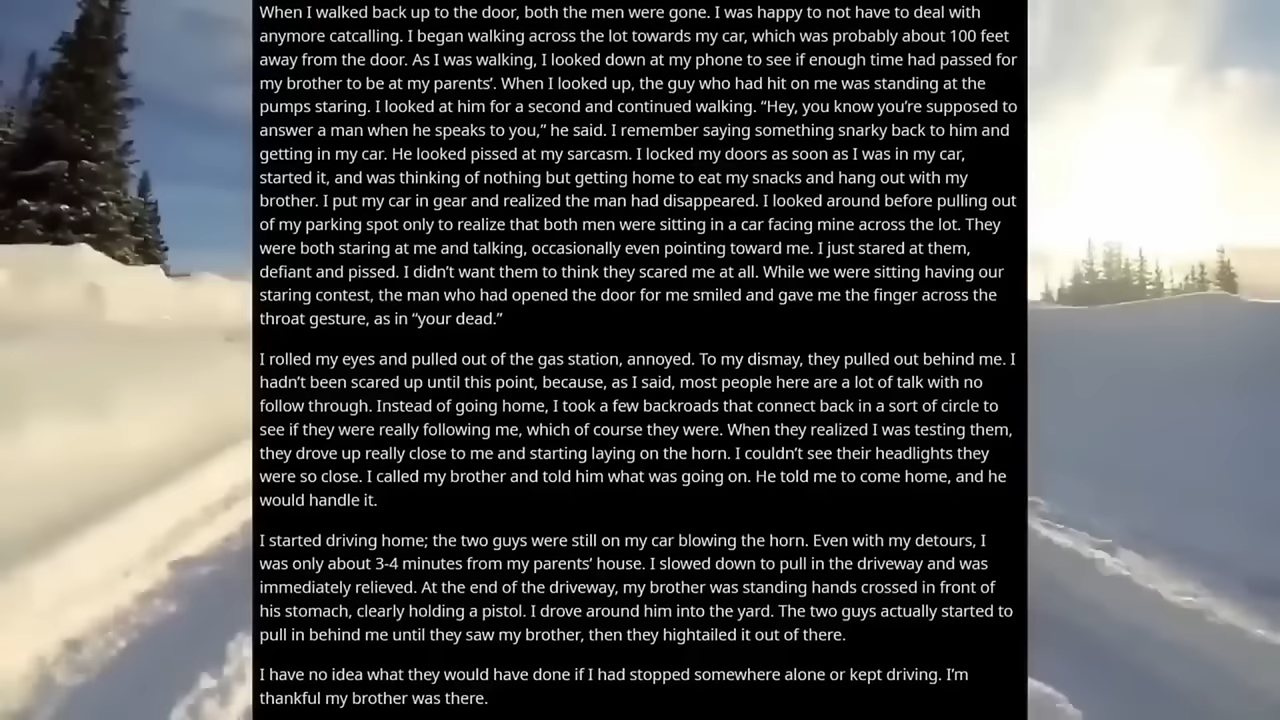 When I walked back up to the door, both the men were gone. I was happy to not have to deal with
anymore catcalling. I began walking across the lot towards my car, which was probably about 100 feet
away from the door. As I was walking, I looked down at my phone to see if enough time had passed for
my brother to be at my parents’. When I looked up, the guy who had hit on me was standing at the
pumps staring. I looked at him for a second and continued walking. “Hey, you know you’re supposed to
answer a man when he speaks to you,” he said. I remember saying something snarky back to him and
getting in my car. He looked pissed at my sarcasm. I locked my doors as soon as I was in my car,
started it, and was thinking of nothing but getting home to eat my snacks and hang out with my
brother. I put my car in gear and realized the man had disappeared. I looked around before pulling out
of my parking spot only to realize that both men were sitting in a car facing mine across the lot. They
were both staring at me and talking, occasionally even pointing toward me. I just stared at them,
defiant and pissed. I didn’t want them to think they scared me at all. While we were sitting having our
staring contest, the man who had opened the door for me smiled and gave me the finger across the
throat gesture, as in “your dead.”
I rolled my eyes and pulled out of the gas station, annoyed. To my dismay, they pulled out behind me. I
hadn’t been scared up until this point, because, as I said, most people here are a lot of talk with no
follow through. Instead of going home, I took a few backroads that connect back in a sort of circle to
see if they were really following me, which of course they were. When they realized I was testing them,
they drove up really close to me and starting laying on the horn. I couldn’t see their headlights they
were so close. I called my brother and told him what was going on. He told me to come home, and he
would handle it.
I started driving home; the two guys were still on my car blowing the horn. Even with my detours, I
was only about 3-4 minutes from my parents’ house. I slowed down to pull in the driveway and was
immediately relieved. At the end of the driveway, my brother was standing hands crossed in front of
his stomach, clearly holding a pistol. I drove around him into the yard. The two guys actually started to
pull in behind me until they saw my brother, then they hightailed it out of there.
I have no idea what they would have done if I had stopped somewhere alone or kept driving. I’m
thankful my brother was there.